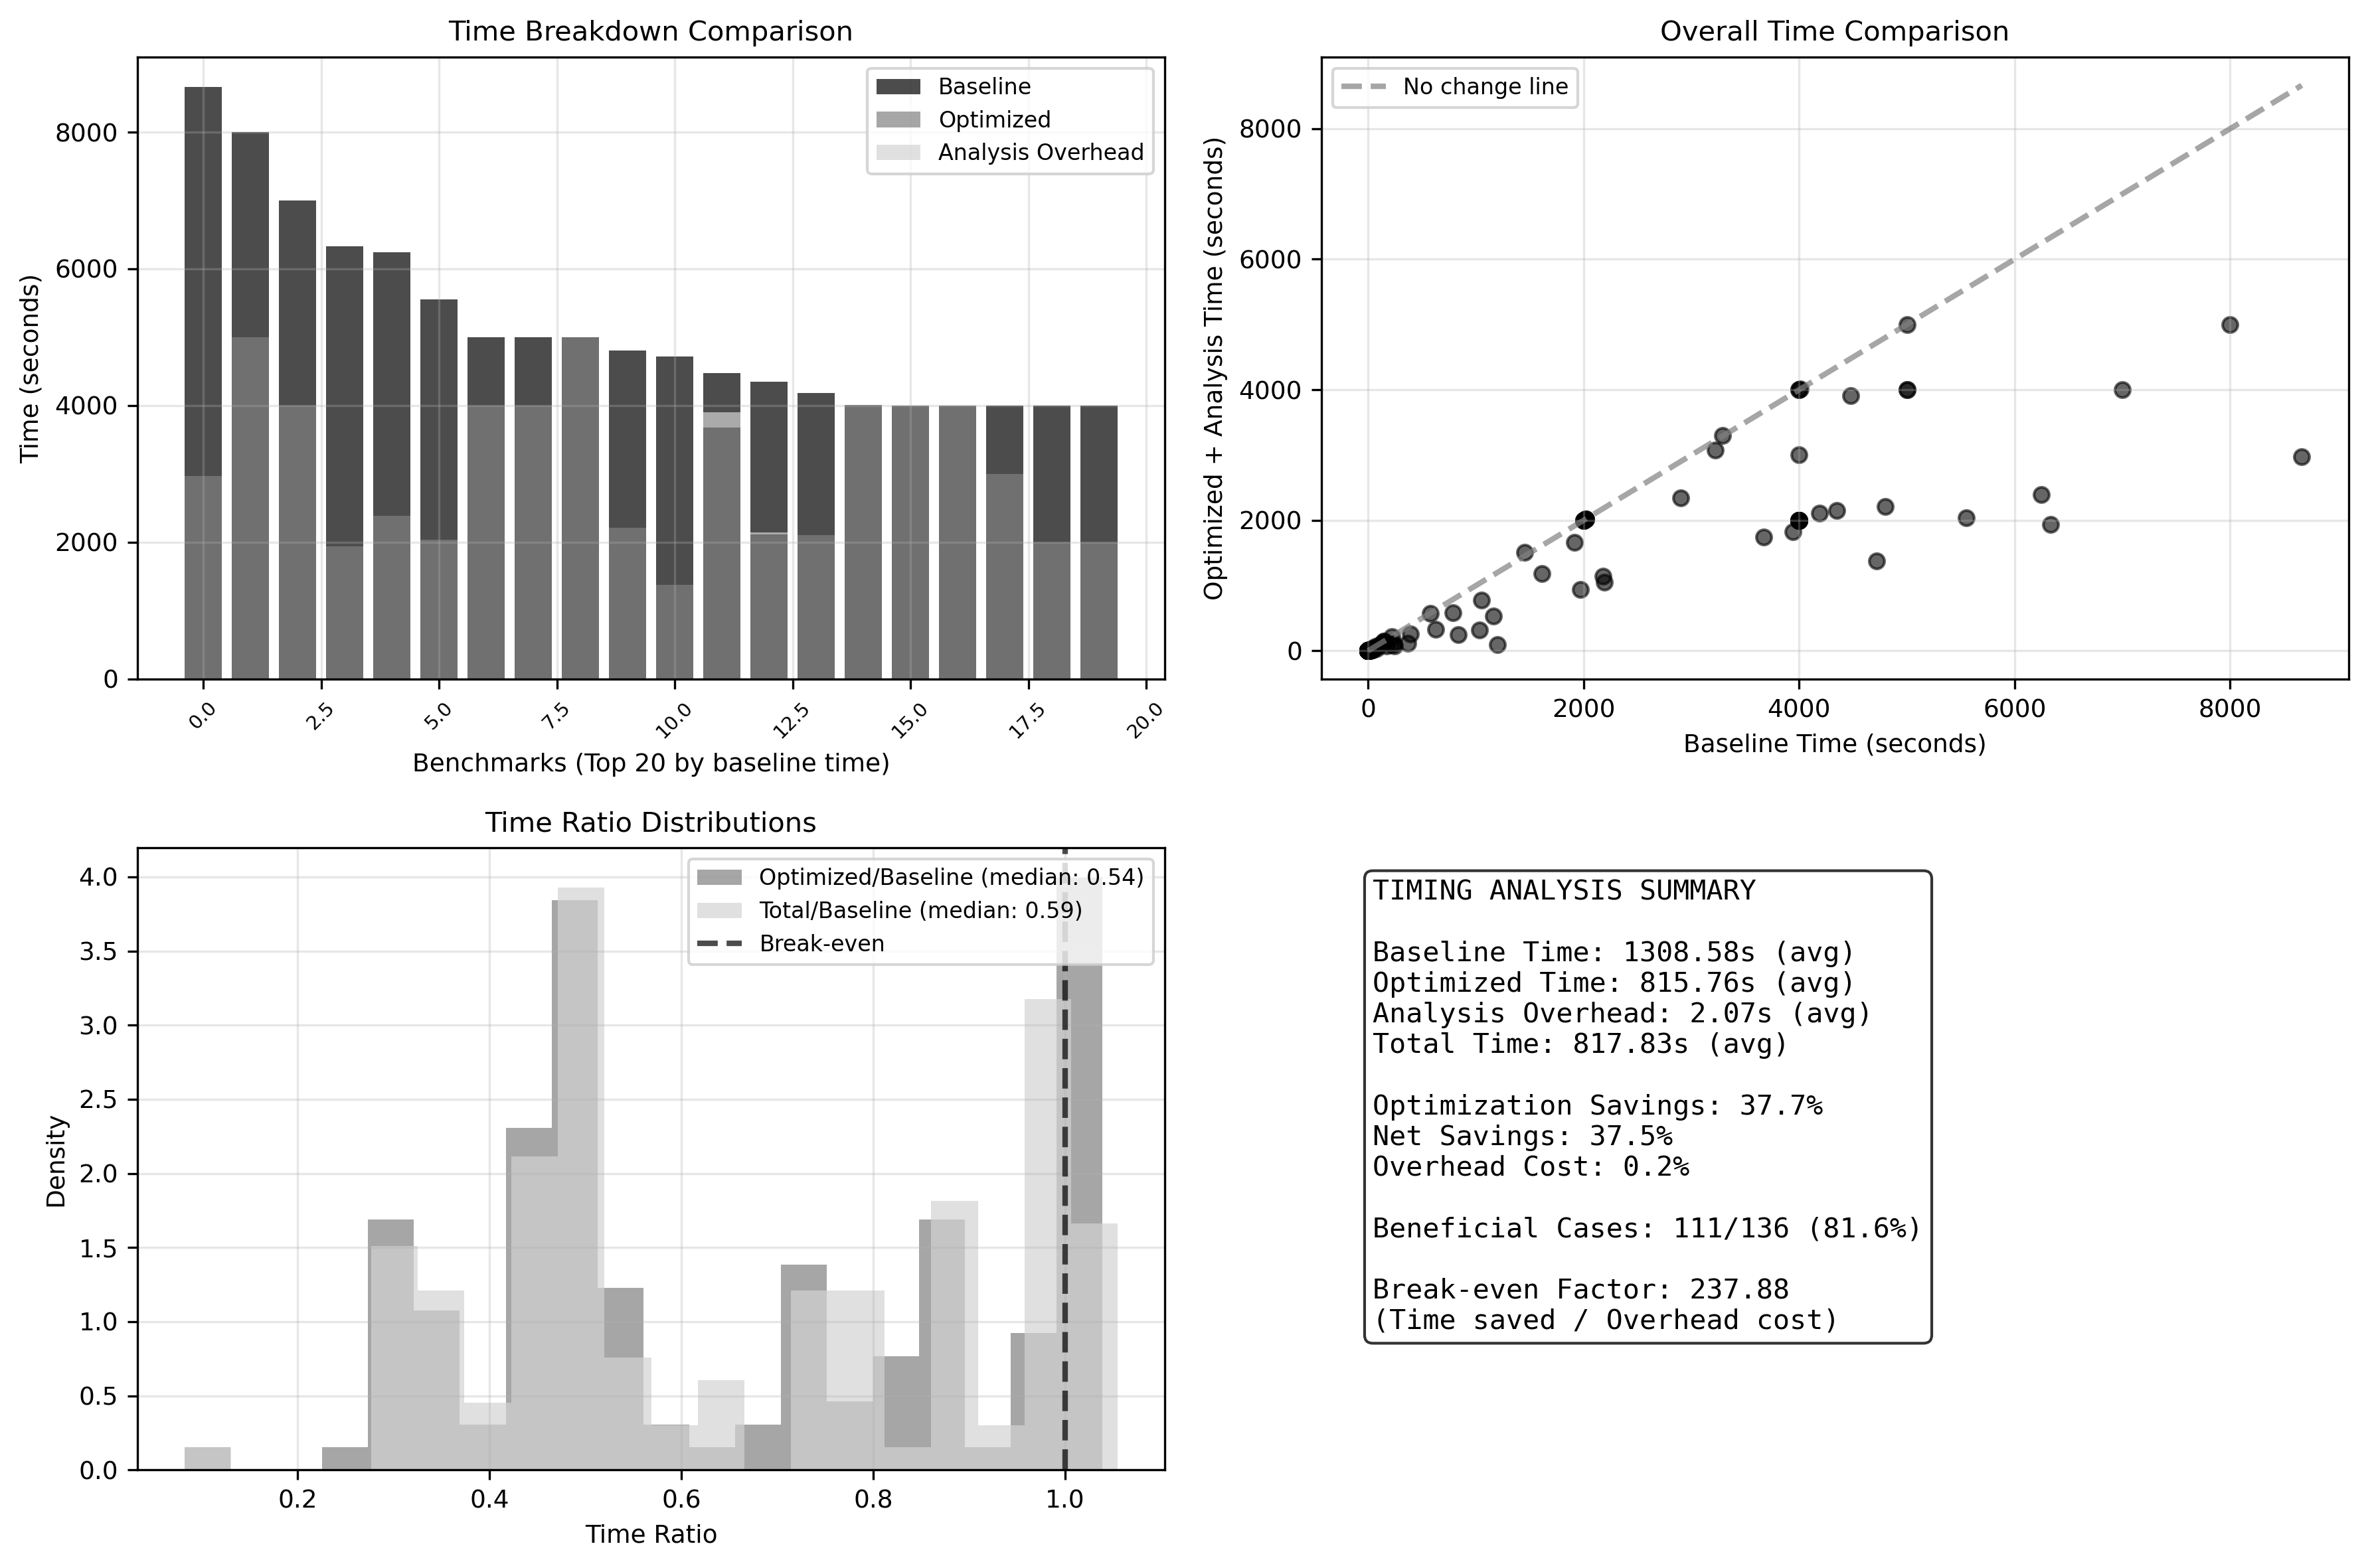 Time Breakdown Comparison
Baseline
Optimized
Analysis Overhead
Time (seconds)
8000
6000
4000
2000
0
0.0
2.5
5.0
7.5
10.0
12.5
15.0
17.5
20.0
Benchmarks (Top 20 by baseline time)
Overall Time Comparison
No change line
Optimized + Analysis Time (seconds)
8000
6000
4000
2000
0
0
2000
4000
6000
8000
Baseline Time (seconds)
Time Ratio Distributions
Optimized/Baseline (median: 0.54)
Total/Baseline (median: 0.59)
Break-even
Density
4.0
3.5
3.0
2.5
2.0
1.5
1.0
0.5
0.0
0.2
0.4
0.6
0.8
1.0
Time Ratio
TIMING ANALYSIS SUMMARY
Baseline Time: 1308.58s (avg)
Optimized Time: 815.76s (avg)
Analysis Overhead: 2.07s (avg)
Total Time: 817.83s (avg)
Optimization Savings: 37.7%
Net Savings: 37.5%
Overhead Cost: 0.2%
Beneficial Cases: 111/136 (81.6%)
Break-even Factor: 237.88
(Time saved / Overhead cost)